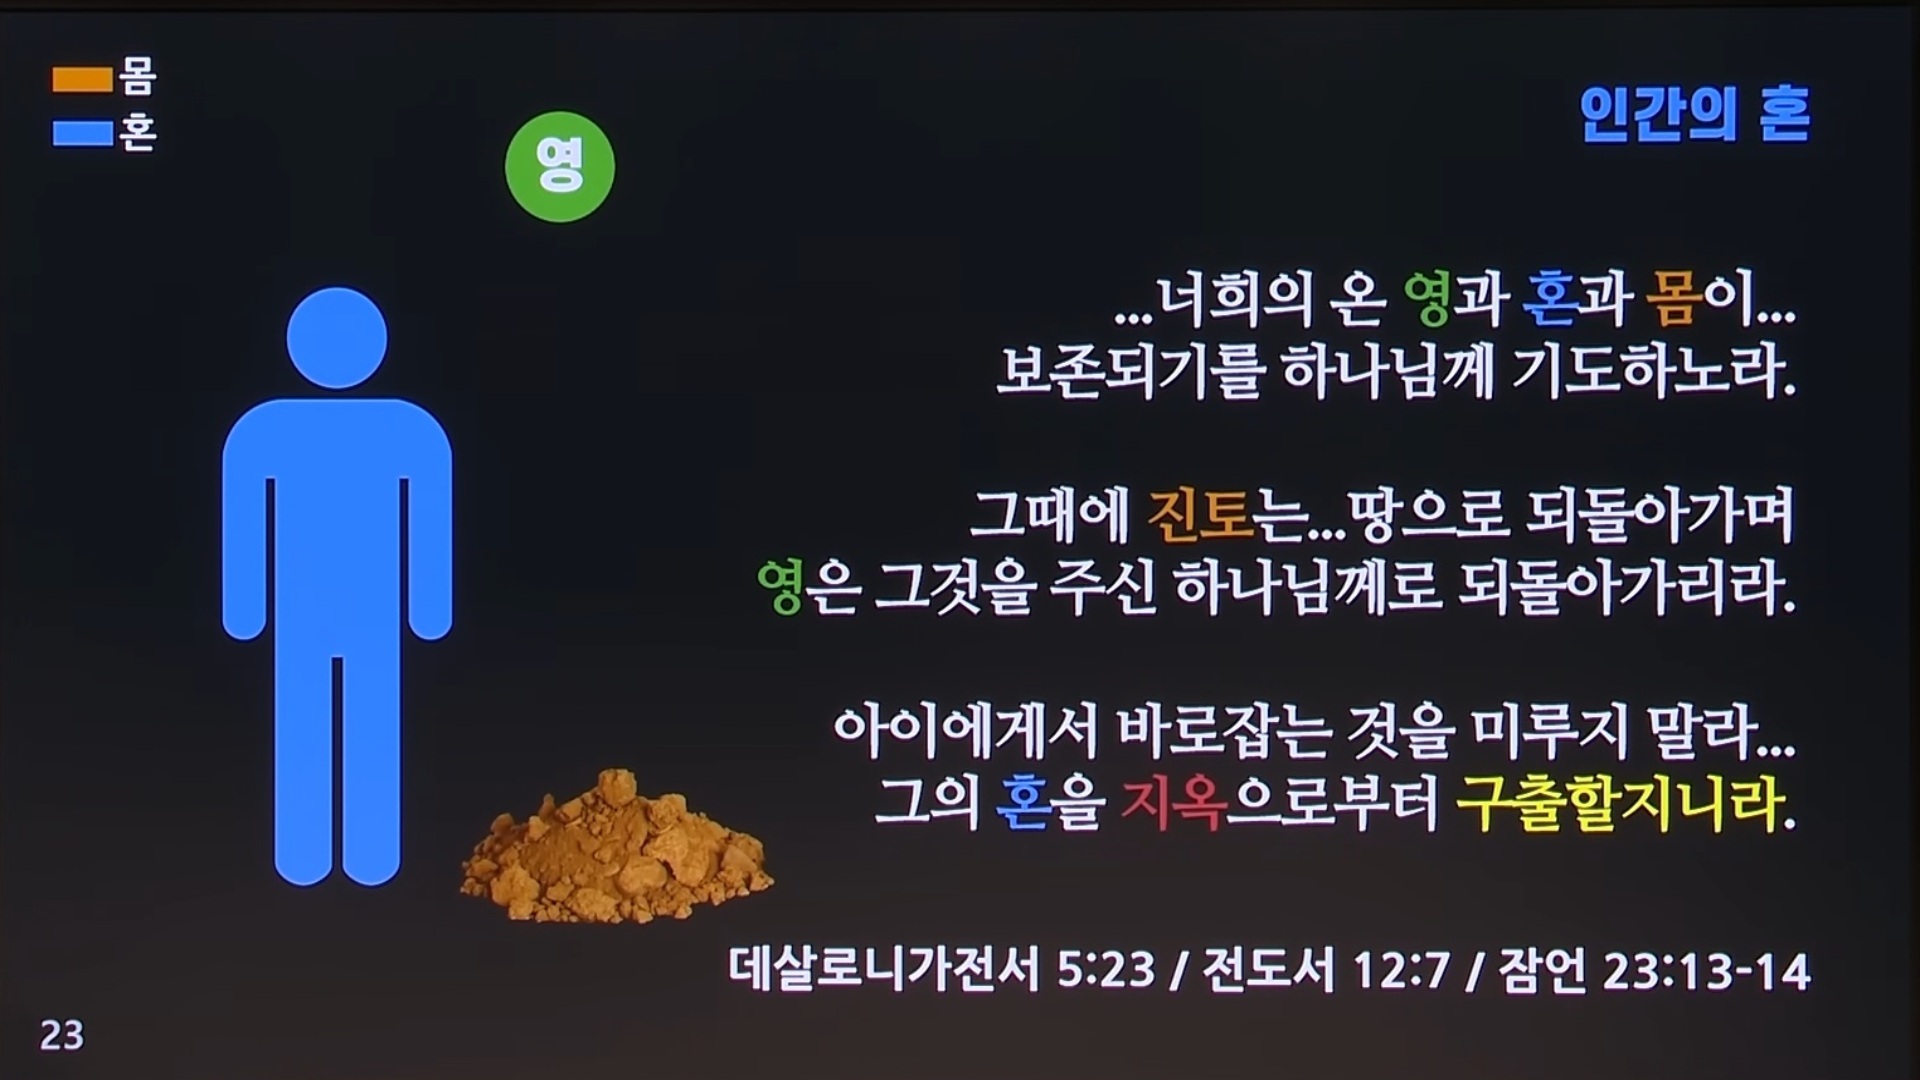 몸
혼
영
인간의 혼
...너희의 온 영과 혼과 몸이...
보존되기를 하나님께 기도하노라.
그때에 진토는...땅으로 되돌아가며
영은 그것을 주신 하나님께로 되돌아가리라.
아이에게서 바로잡는 것을 미루지 말라...
그의 혼을 지옥으로부터 구출할지니라.
데살로니가전서 5:23 / 전도서 12:7 / 잠언 23:13-14
23